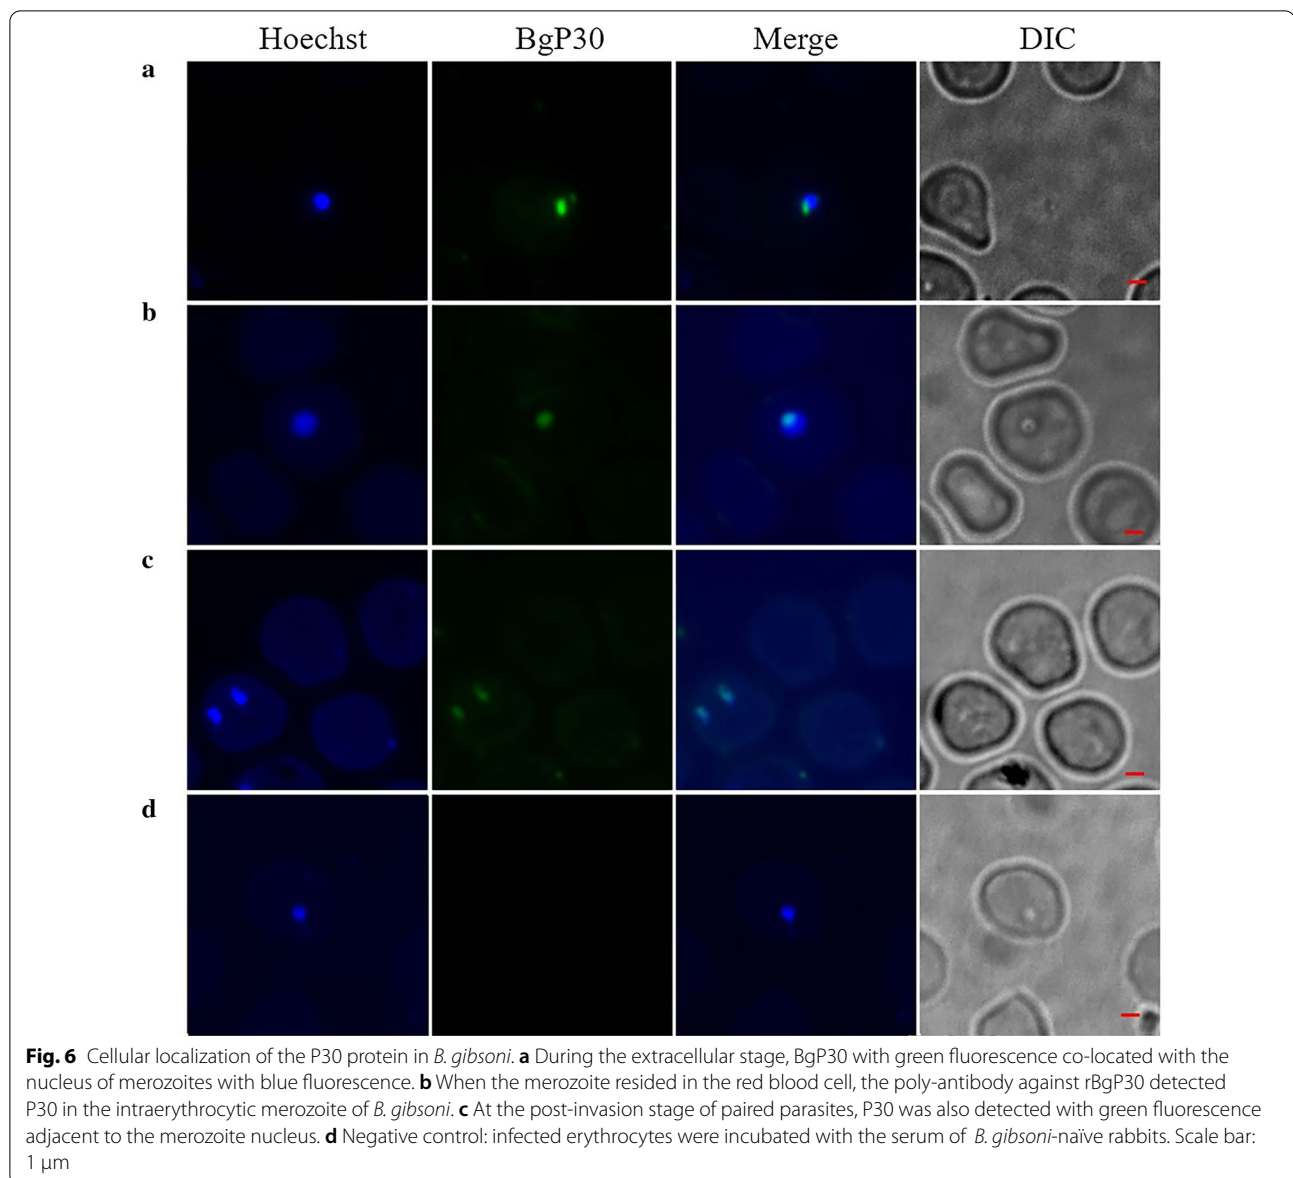 Hoechst BgP30 Merge DIC
a
b
c
d
Fig. 6 Cellular localization of the P30 protein in B. gibsoni. a During the extracellular stage, BgP30 with green fluorescence co-located with the
nucleus of merozoites with blue fluorescence. b When the merozoite resided in the red blood cell, the poly-antibody against rBgP30 detected
P30 in the intraerythrocytic merozoite of B. gibsoni. c At the post-invasion stage of paired parasites, P30 was also detected with green fluorescence
adjacent to the merozoite nucleus. d Negative control: infected erythrocytes were incubated with the serum of B. gibsoni-naïve rabbits. Scale bar:
1 μm